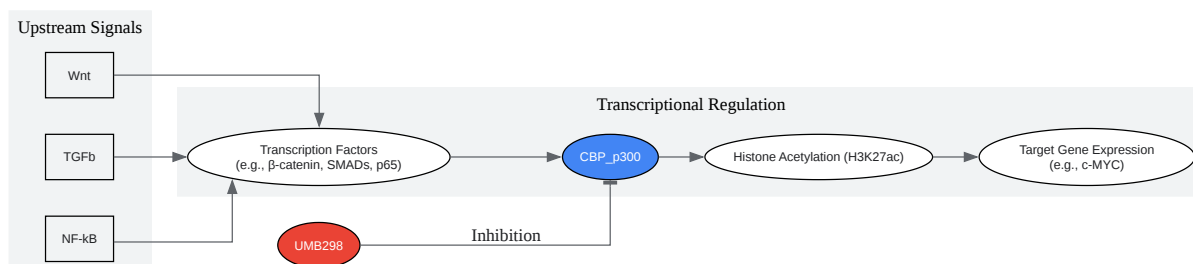 Upstream Signals
Wnt
Transcriptional Regulation
TGFb
Transcription Factors
(e.g., β-catenin, SMADs, p65)
CBP_p300
Histone Acetylation (H3K27ac)
Target Gene Expression
(e.g., c-MYC)
NF-kB
UMB298
Inhibition